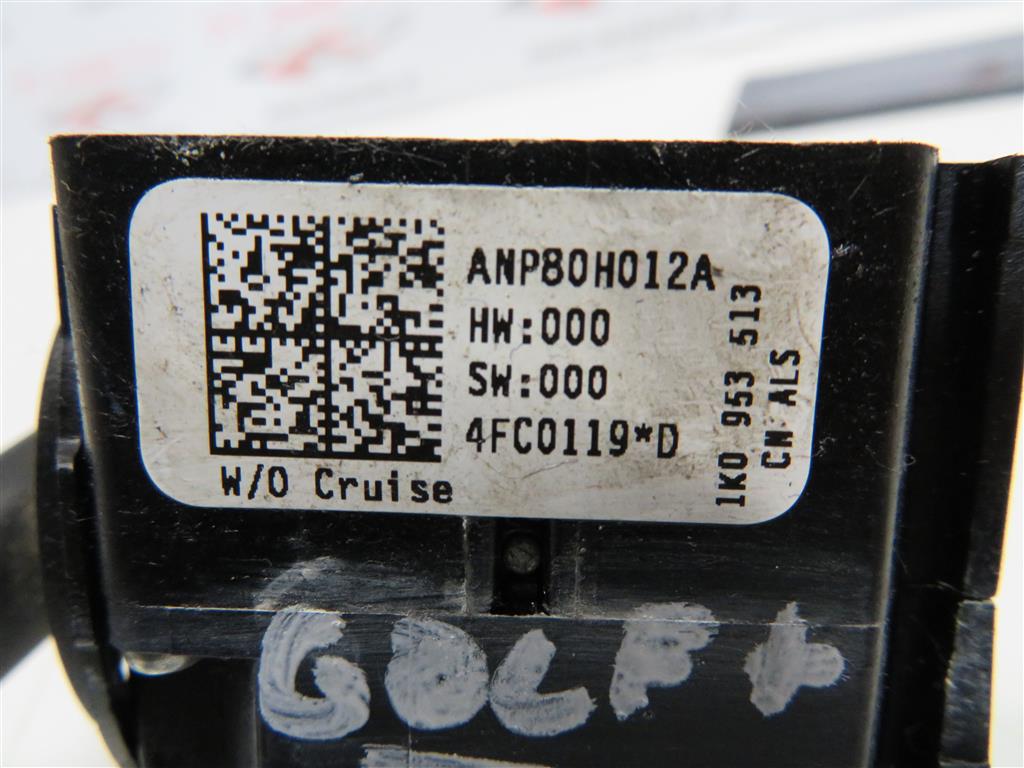 ANP80H012A
HW:000
SW:000
4FC0119*D
W/O Cruise
1K0 953 513
CN ALS
GOLF +